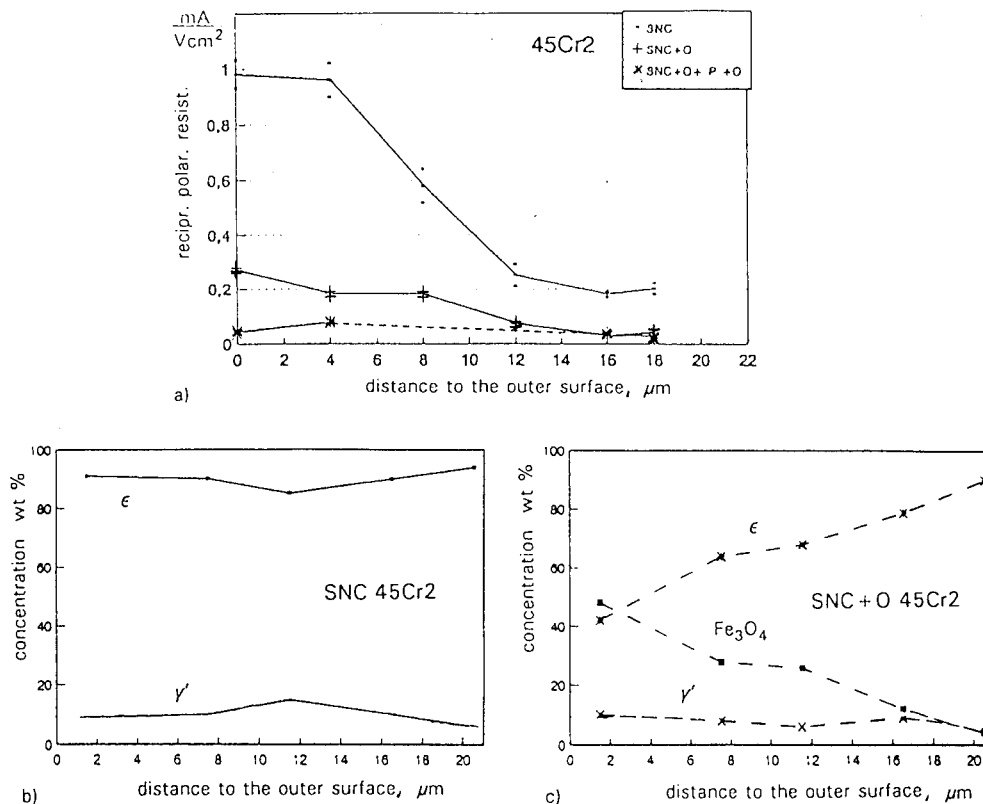 mA
Vcm²
45Cr2
· SNC
+ SNC+O
* SNC+O+P+O
1
0,8
0,6
0,4
0,2
0
recipr. polar. resist.
0 2 4 6 8 10 12 14 16 18 20 22
distance to the outer surface, μm
a)
100
80
60
40
20
0
concentration wt %
ε
SNC 45Cr2
γ'
0 2 4 6 8 10 12 14 16 18 20
distance to the outer surface, μm
b)
100
80
60
40
20
0
concentration wt %
ε
SNC+O 45Cr2
Fe₃O₄
γ'
0 2 4 6 8 10 12 14 16 18 20
distance to the outer surface, μm
c)